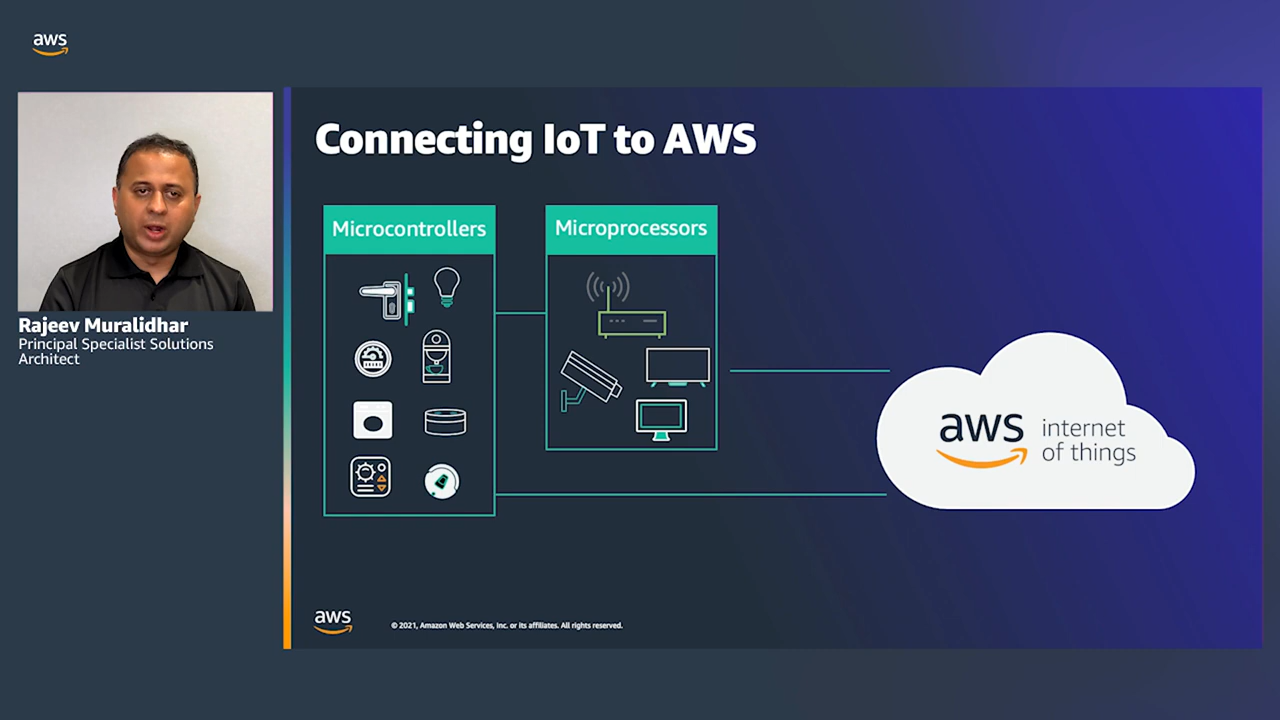 aws
Rajeev Muralidhar
Principal Specialist Solutions
Architect
Connecting IoT to AWS
Microcontrollers
Microprocessors
aws internet
of things
aws
© 2021, Amazon Web Services, Inc. or its affiliates. All rights reserved.